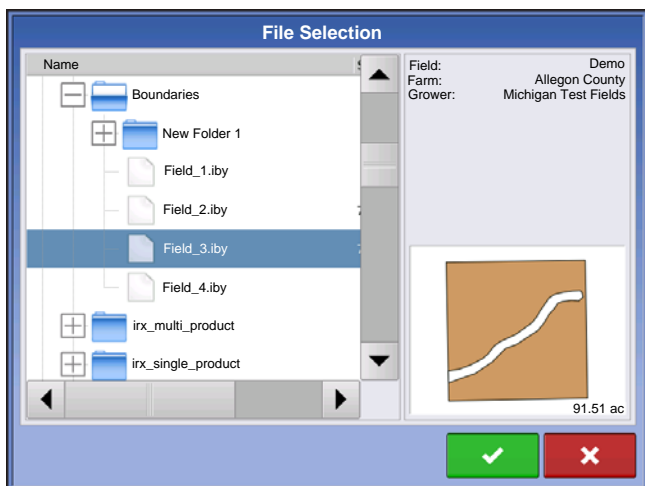 File Selection
Name
Boundaries
New Folder 1
Field_1.iby
Field_2.iby
Field_3.iby
Field_4.iby
irx_multi_product
irx_single_product
Field: Demo
Farm: Allegon County
Grower: Michigan Test Fields
91.51 ac